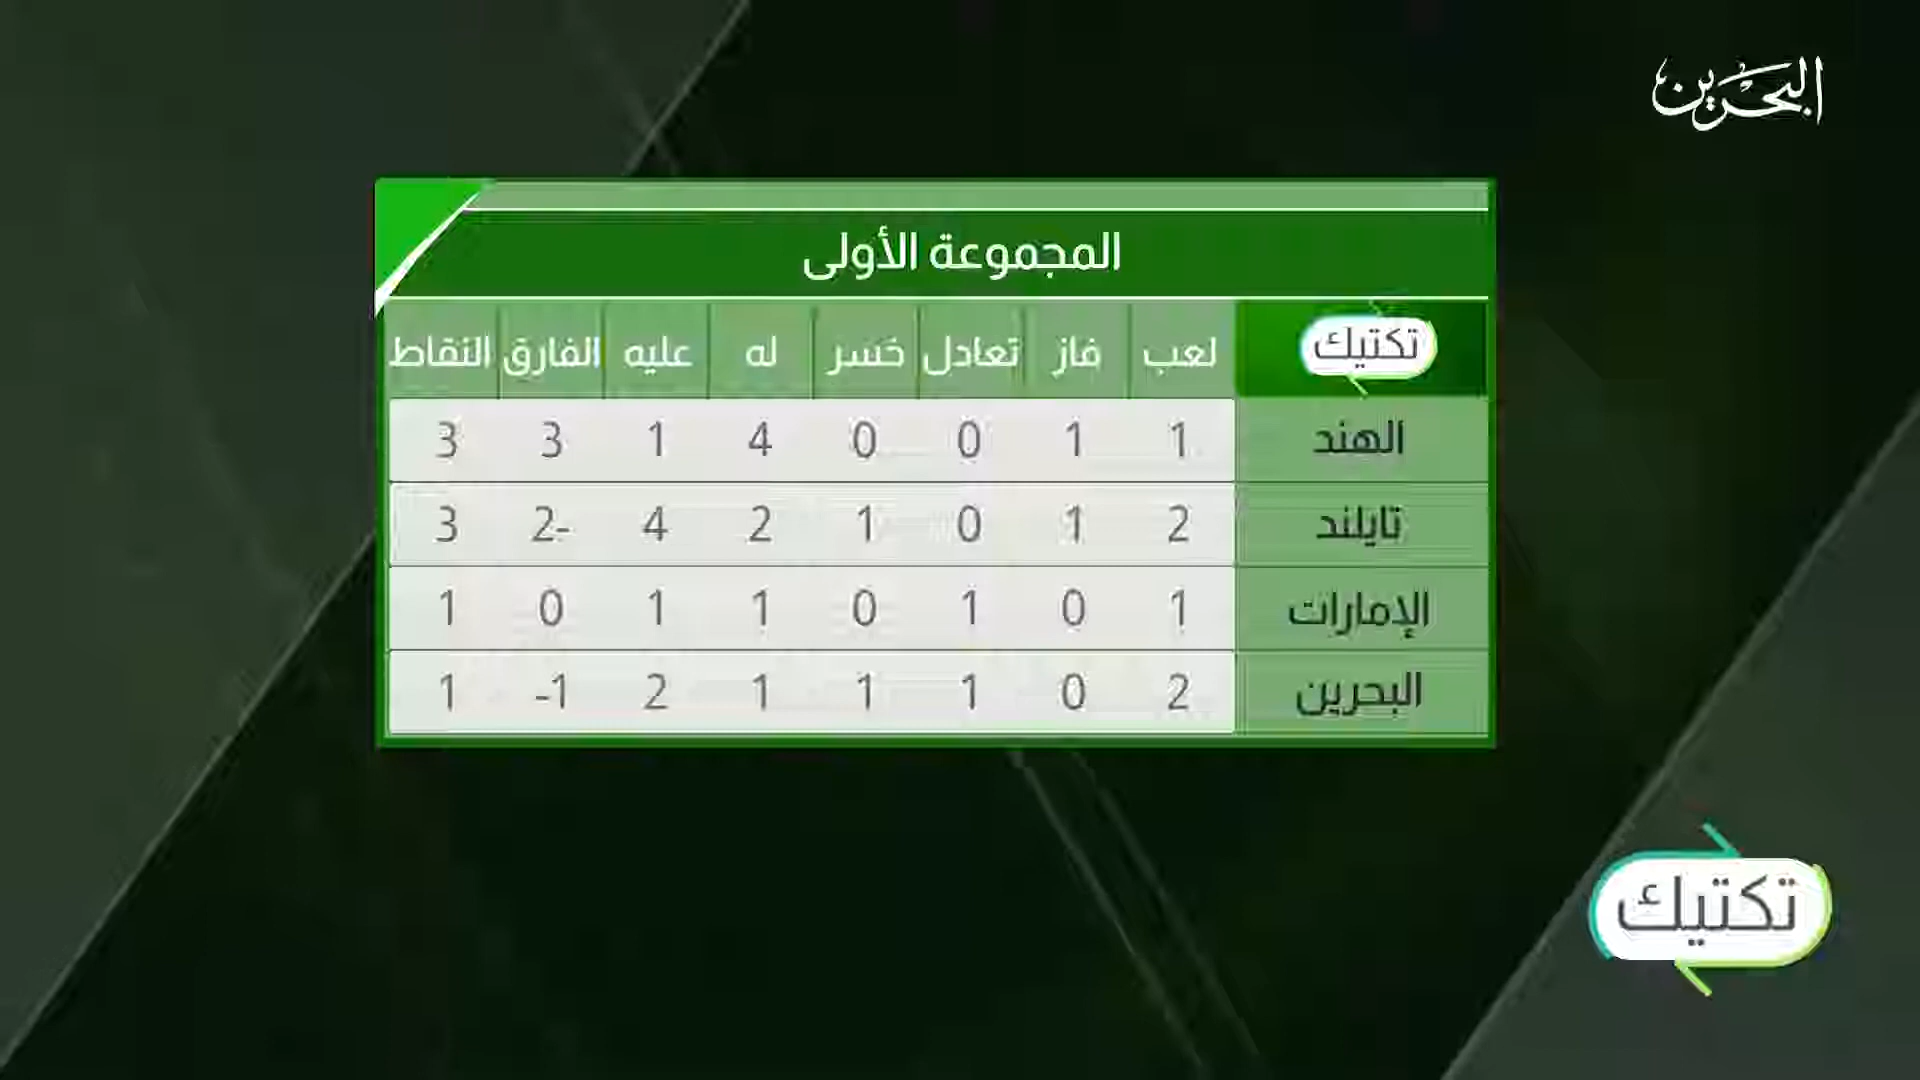 البحرين
المجموعة الأولى
تكتيك لعب فاز تعادل خسر له عليه الفارق النقاط
الهند 1 1 0 0 4 1 3 3
تايلند 2 1 0 1 2 4 2- 3
الإمارات 1 0 1 0 1 1 0 1
البحرين 2 0 1 1 1 2 -1 1
تكتيك